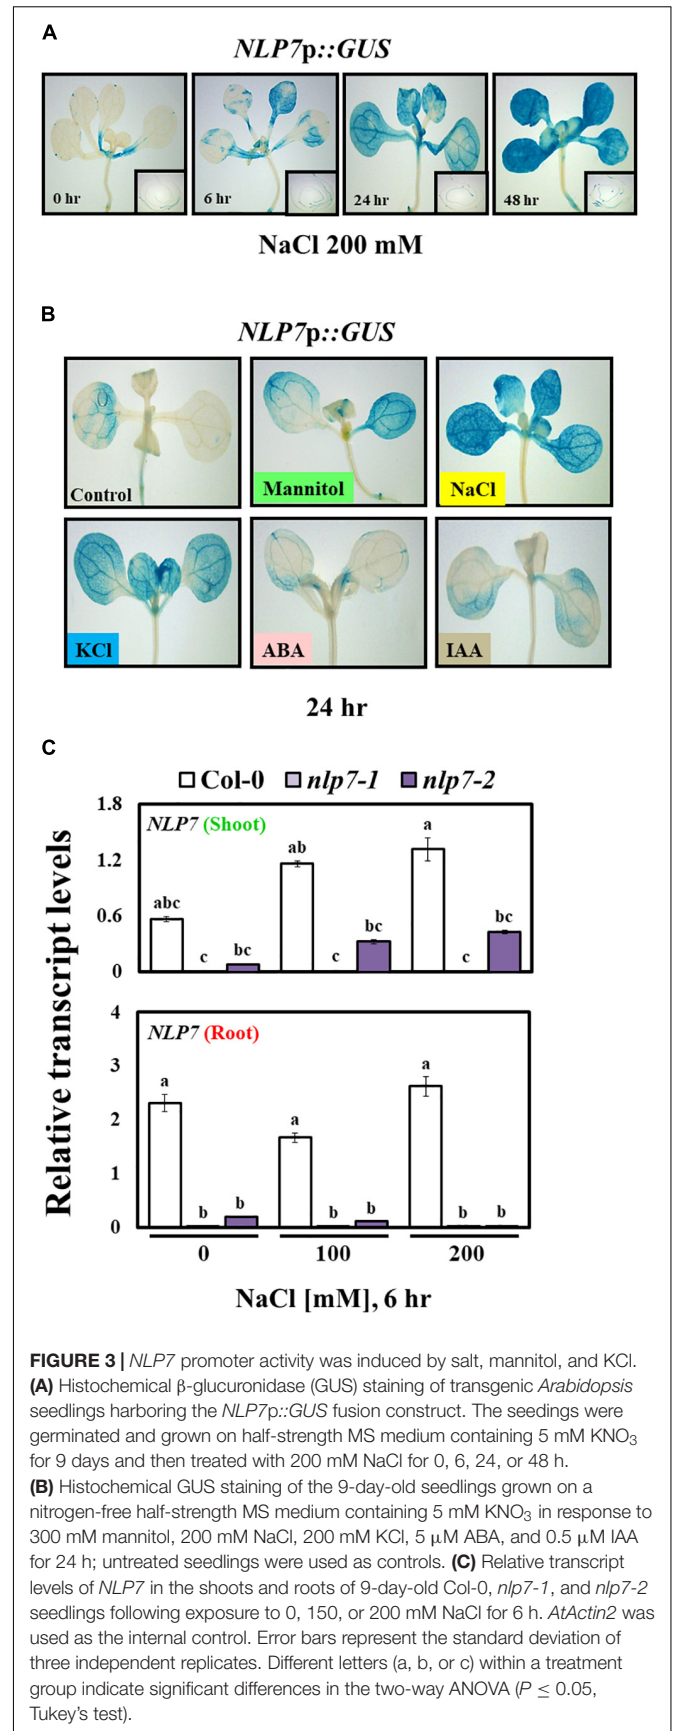 A
NLP7p::GUS
0 hr
6 hr
24 hr
48 hr
NaCl 200 mM
B
NLP7p::GUS
Control
Mannitol
NaCl
KCl
ABA
IAA
24 hr
C
Col-0 nlp7-1 nlp7-2
Relative transcript levels
1.8
1.2
0.6
0
NLP7 (Shoot)
abc
c
bc
ab
c
bc
a
c
bc
4
3
2
1
0
NLP7 (Root)
a
b
b
a
b
b
a
b
b
0 100 200
NaCl [mM], 6 hr
FIGURE 3 | NLP7 promoter activity was induced by salt, mannitol, and KCl.
(A) Histochemical β-glucuronidase (GUS) staining of transgenic Arabidopsis
seedlings harboring the NLP7p::GUS fusion construct. The seedings were
germinated and grown on half-strength MS medium containing 5 mM KNO3
for 9 days and then treated with 200 mM NaCl for 0, 6, 24, or 48 h.
(B) Histochemical GUS staining of the 9-day-old seedlings grown on a
nitrogen-free half-strength MS medium containing 5 mM KNO3 in response to
300 mM mannitol, 200 mM NaCl, 200 mM KCl, 5 μM ABA, and 0.5 μM IAA
for 24 h; untreated seedlings were used as controls. (C) Relative transcript
levels of NLP7 in the shoots and roots of 9-day-old Col-0, nlp7-1, and nlp7-2
seedlings following exposure to 0, 150, or 200 mM NaCl for 6 h. AtActin2 was
used as the internal control. Error bars represent the standard deviation of
three independent replicates. Different letters (a, b, or c) within a treatment
group indicate significant differences in the two-way ANOVA (P ≤ 0.05,
Tukey's test).